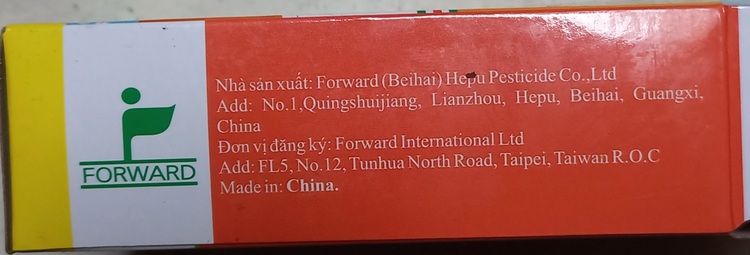 FORWARD
Nhà sản xuất: Forward (Beihai) Hepu Pesticide Co.,Ltd
Add: No.1,Quingshuijiang, Lianzhou, Hepu, Beihai, Guangxi,
China
Đơn vị đăng ký: Forward International Ltd
Add: FL5, No.12, Tunhua North Road, Taipei, Taiwan R.O.C
Made in: China.